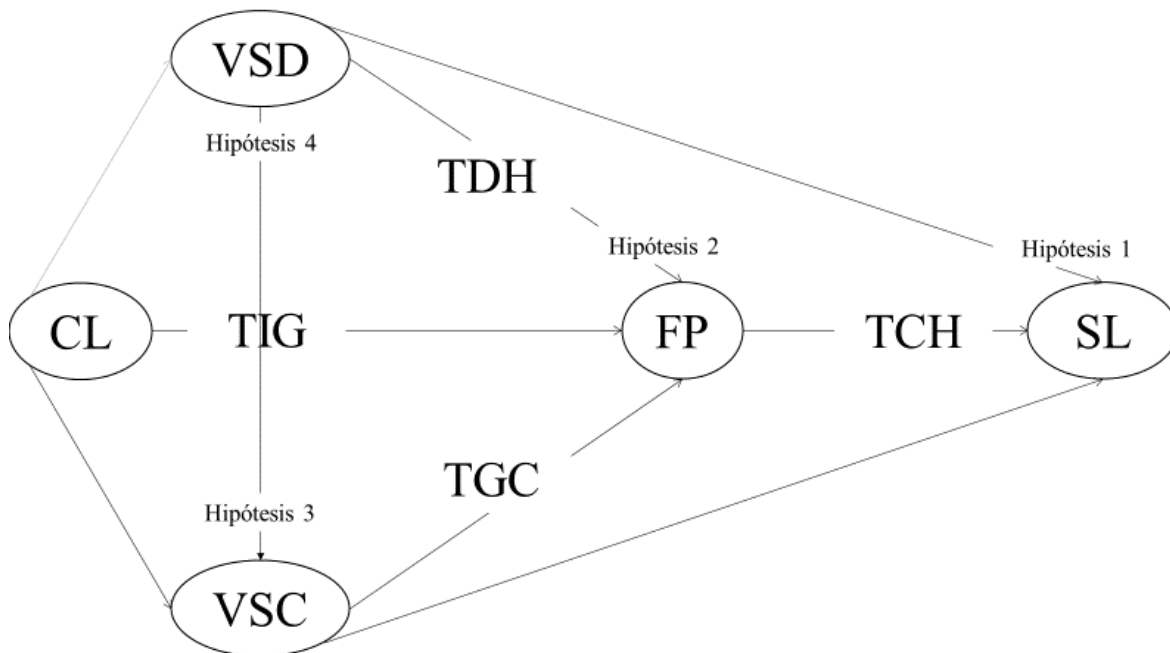 VSD
Hipótesis 4
TDH
Hipótesis 2
Hipótesis 1
CL
TIG
FP
TCH
SL
TGC
Hipótesis 3
VSC